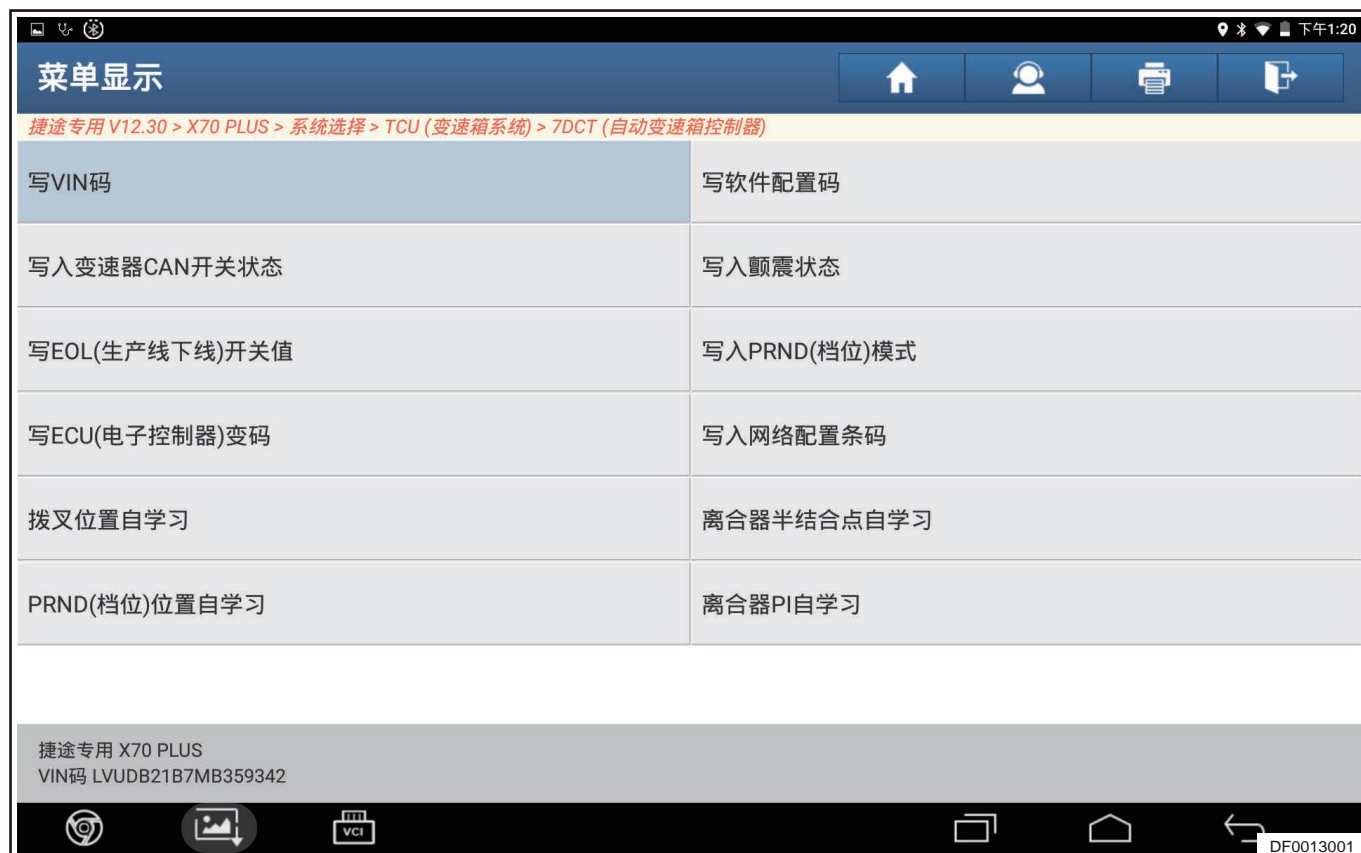 下午1:20
菜单显示
捷途专用 V12.30 > X70 PLUS > 系统选择 > TCU (变速箱系统) > 7DCT (自动变速箱控制器)
写VIN码
写软件配置码
写入变速器CAN开关状态
写入颤震状态
写EOL(生产线下线)开关值
写入PRND(档位)模式
写ECU(电子控制器)变码
写入网络配置条码
拨叉位置自学习
离合器半结合点自学习
PRND(档位)位置自学习
离合器PI自学习
捷途专用 X70 PLUS
VIN码 LVUDB21B7MB359342
VCI
DF0013001